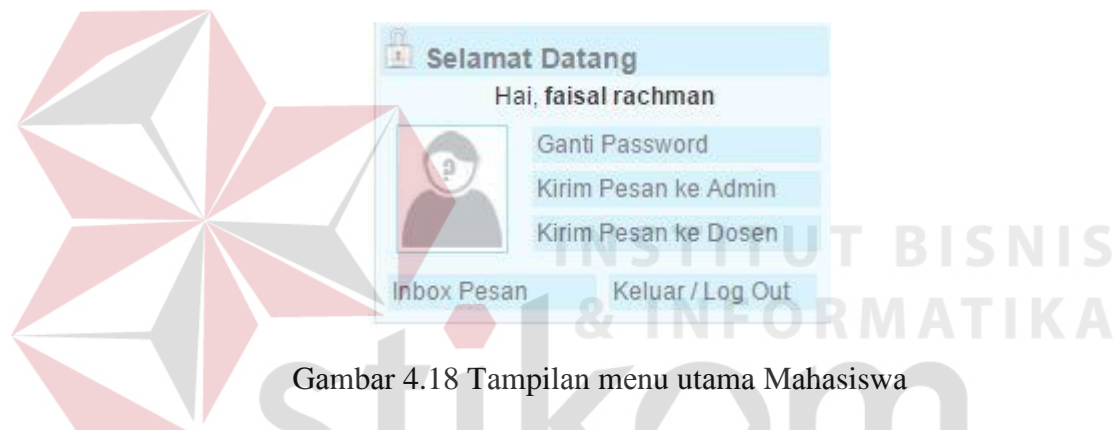 Selamat Datang
Hai, faisal rachman
Ganti Password
Kirim Pesan ke Admin
Kirim Pesan ke Dosen
Inbox Pesan
Keluar / Log Out
INSTITUT BISNIS
& INFORMATIKA
stikom
Gambar 4.18 Tampilan menu utama Mahasiswa